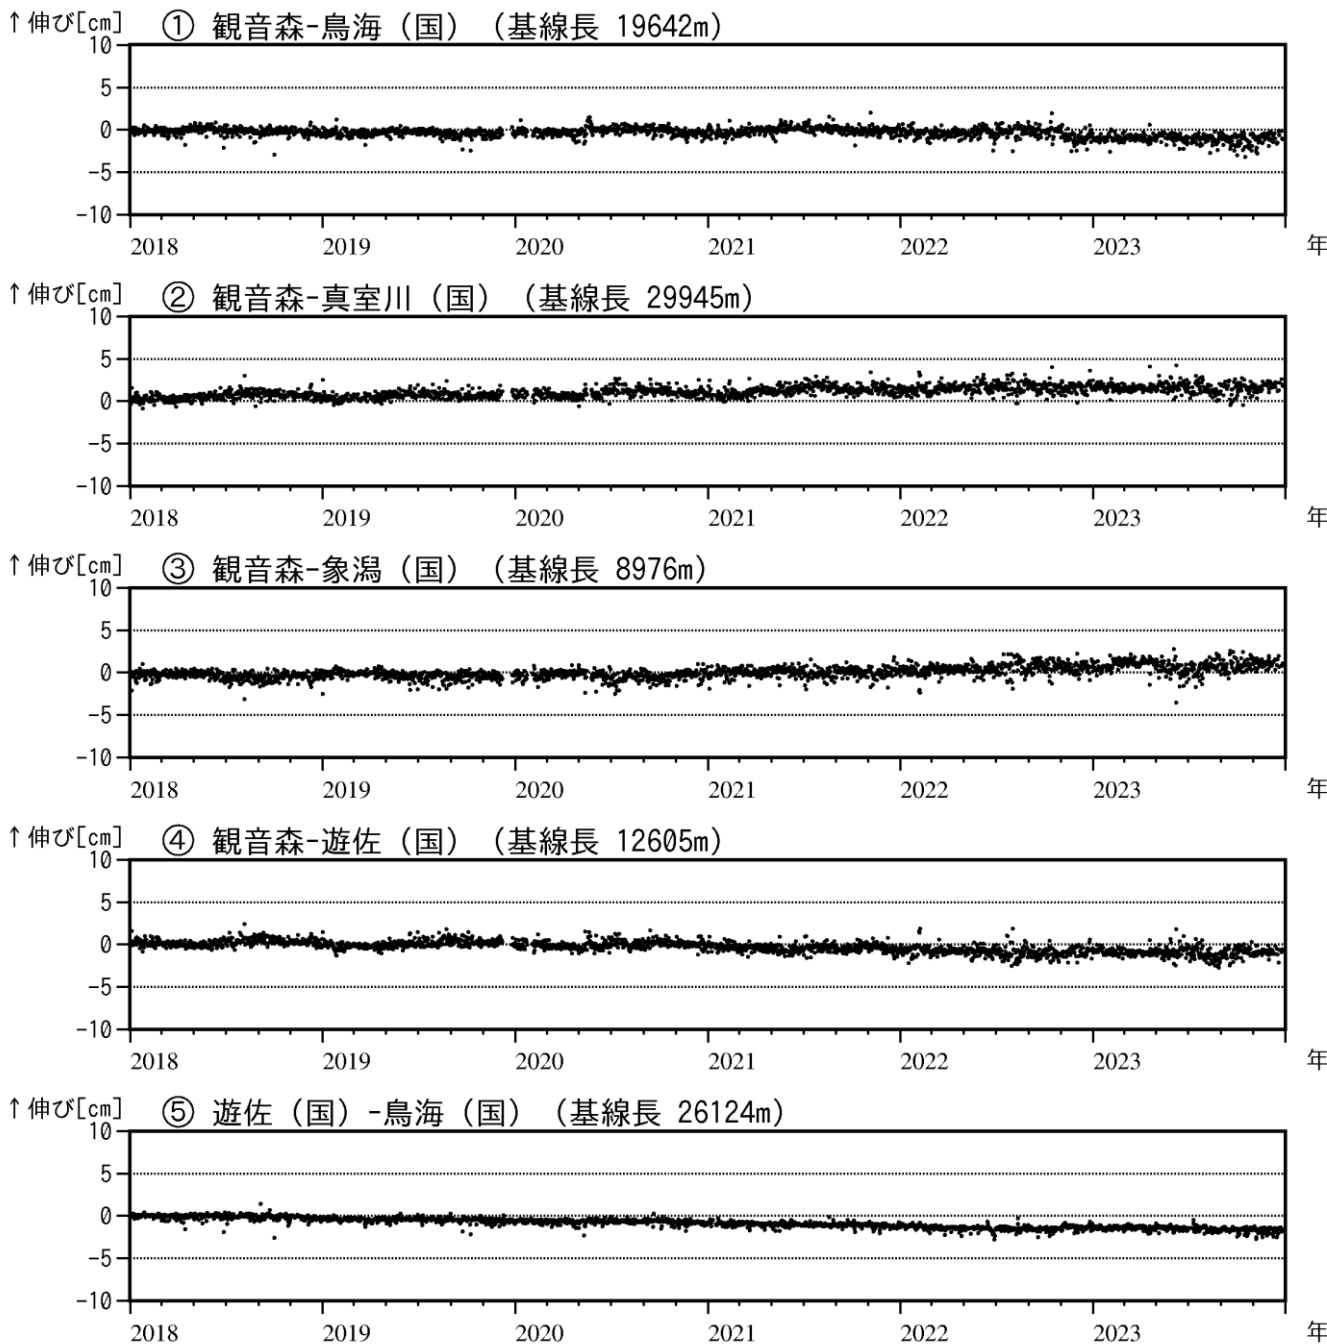 ↑伸び[cm] ① 観音森-鳥海（国）（基線長 19642m）
10
5
0
-5
-10
2018 2019 2020 2021 2022 2023 年
↑伸び[cm] ② 観音森-真室川（国）（基線長 29945m）
10
5
0
-5
-10
2018 2019 2020 2021 2022 2023 年
↑伸び[cm] ③ 観音森-象潟（国）（基線長 8976m）
10
5
0
-5
-10
2018 2019 2020 2021 2022 2023 年
↑伸び[cm] ④ 観音森-遊佐（国）（基線長 12605m）
10
5
0
-5
-10
2018 2019 2020 2021 2022 2023 年
↑伸び[cm] ⑤ 遊佐（国）-鳥海（国）（基線長 26124m）
10
5
0
-5
-10
2018 2019 2020 2021 2022 2023 年